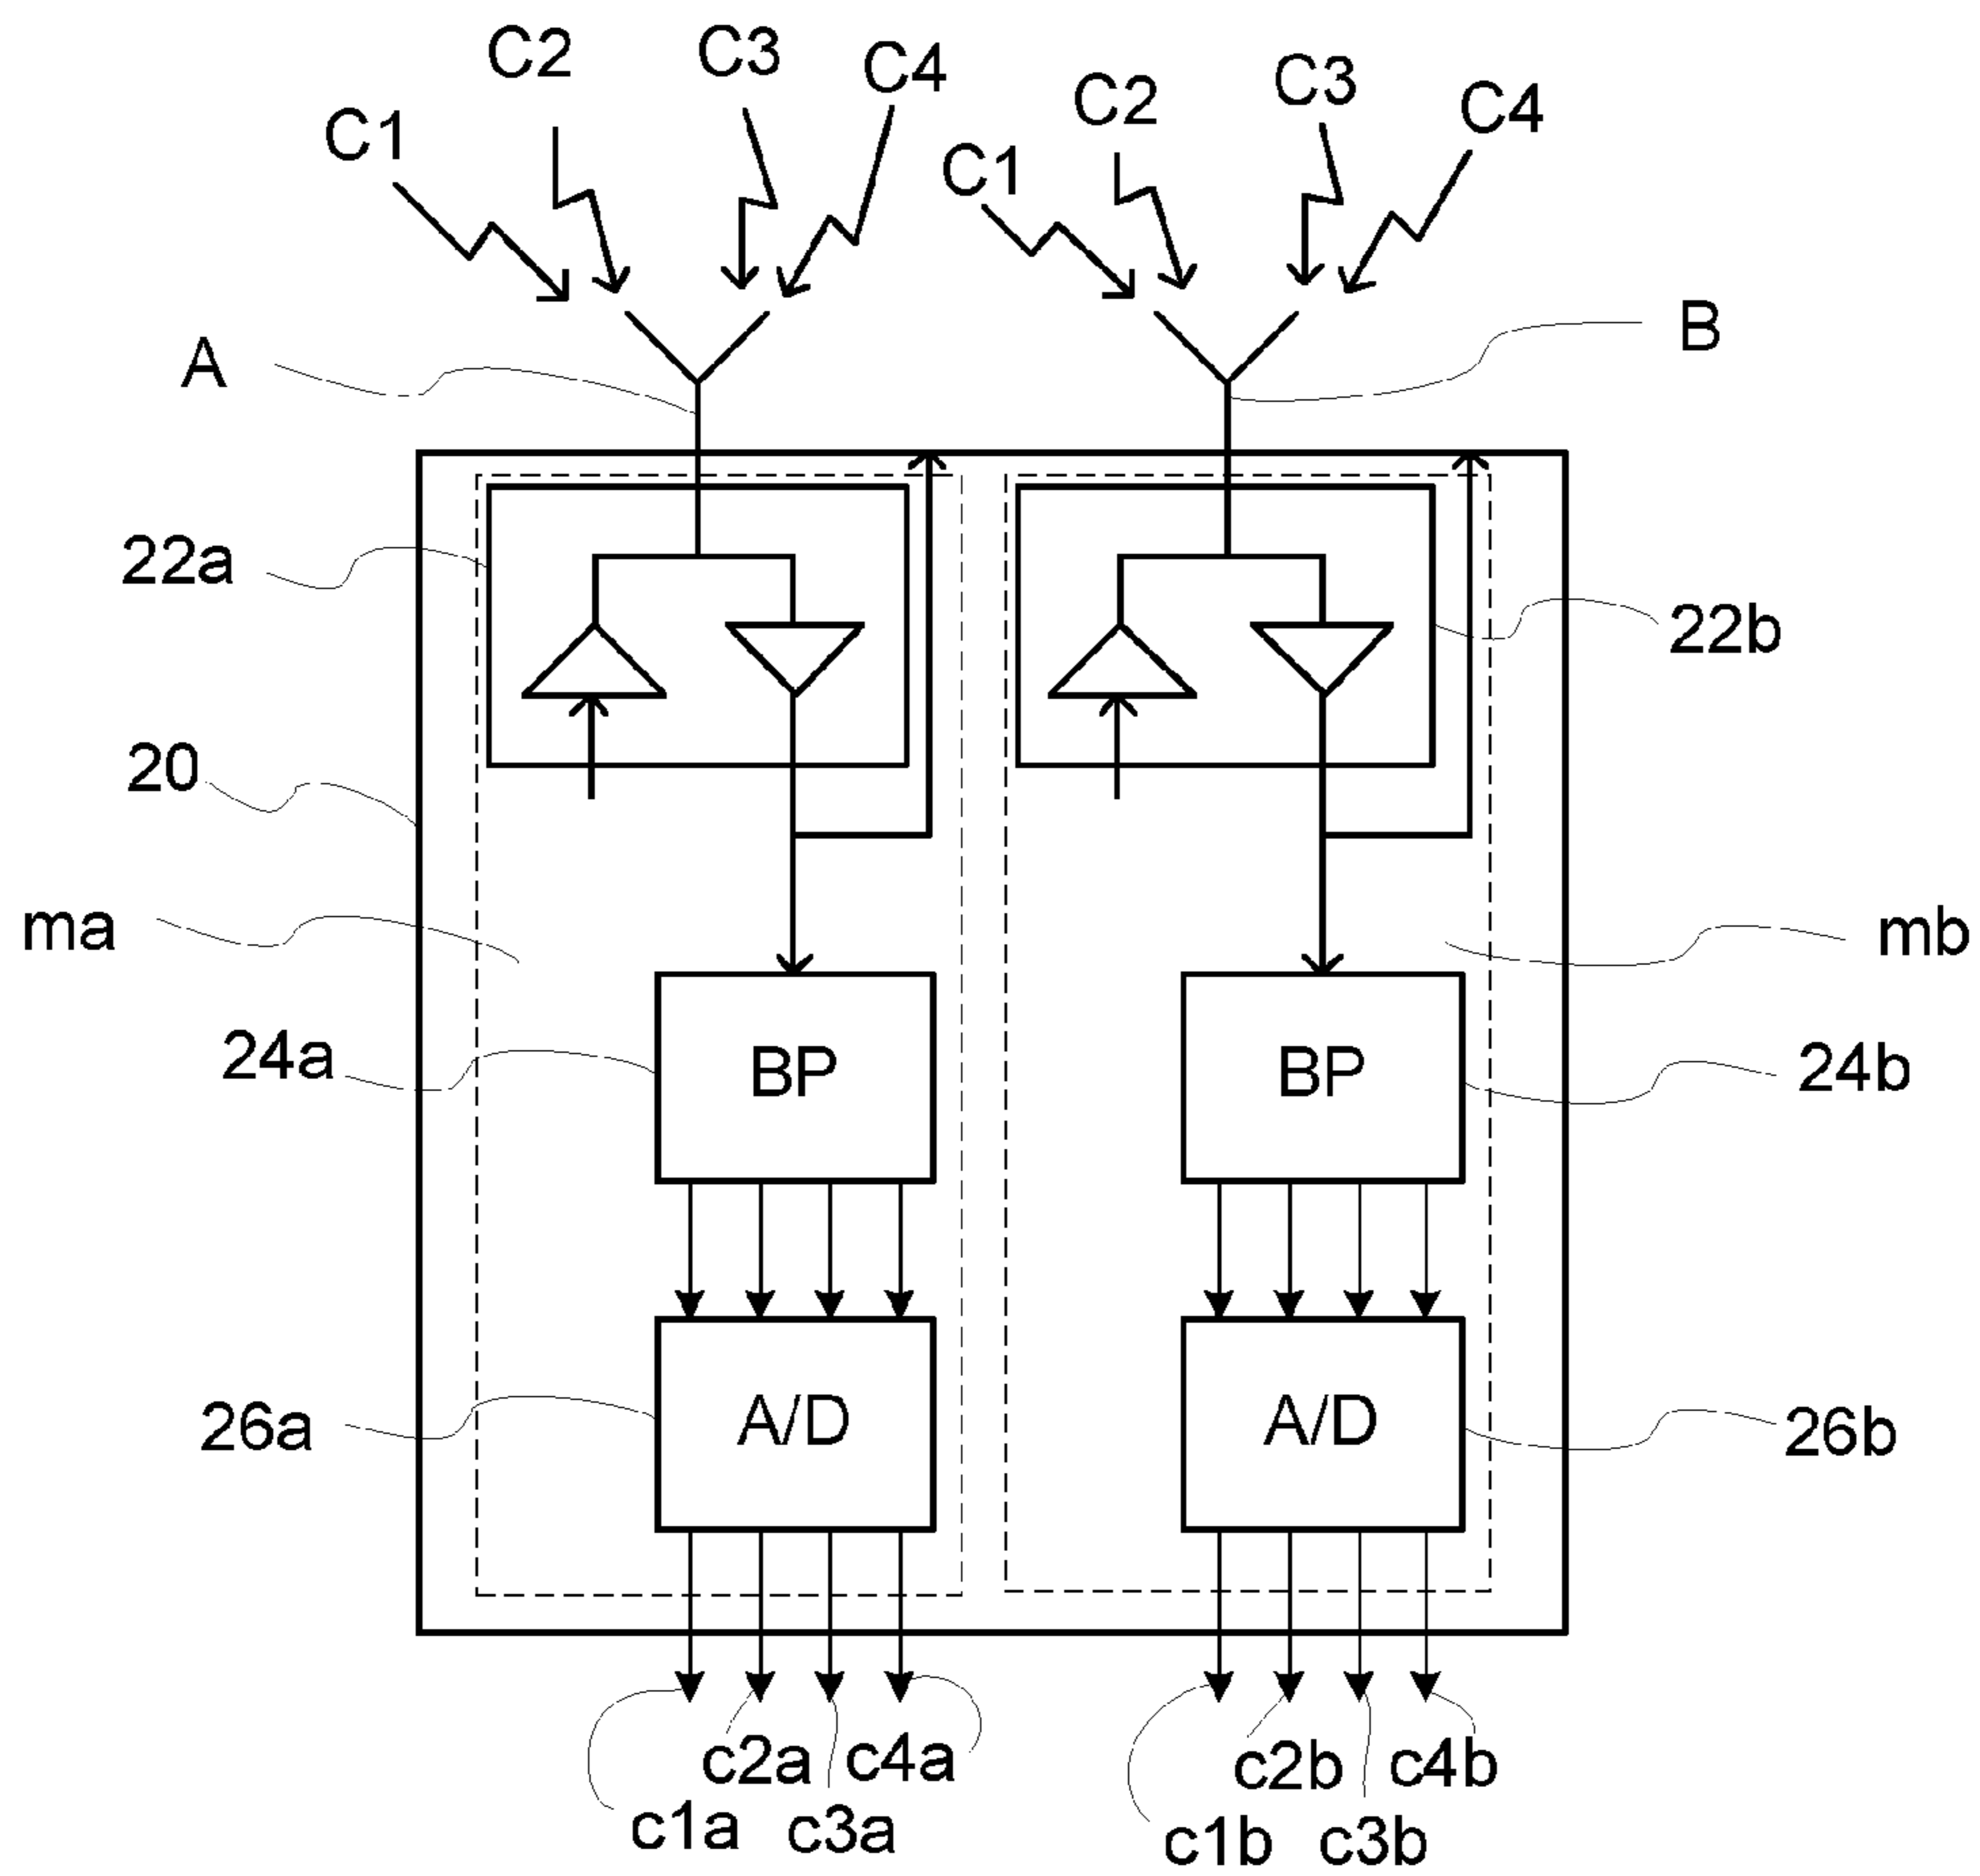 C2 C3 C4 C2 C3 C4
C1 C1
A B
22a 22b
20
ma mb
24a BP BP 24b
26a A/D A/D 26b
c2a c4a c2b c4b
c1a c3a c1b c3b